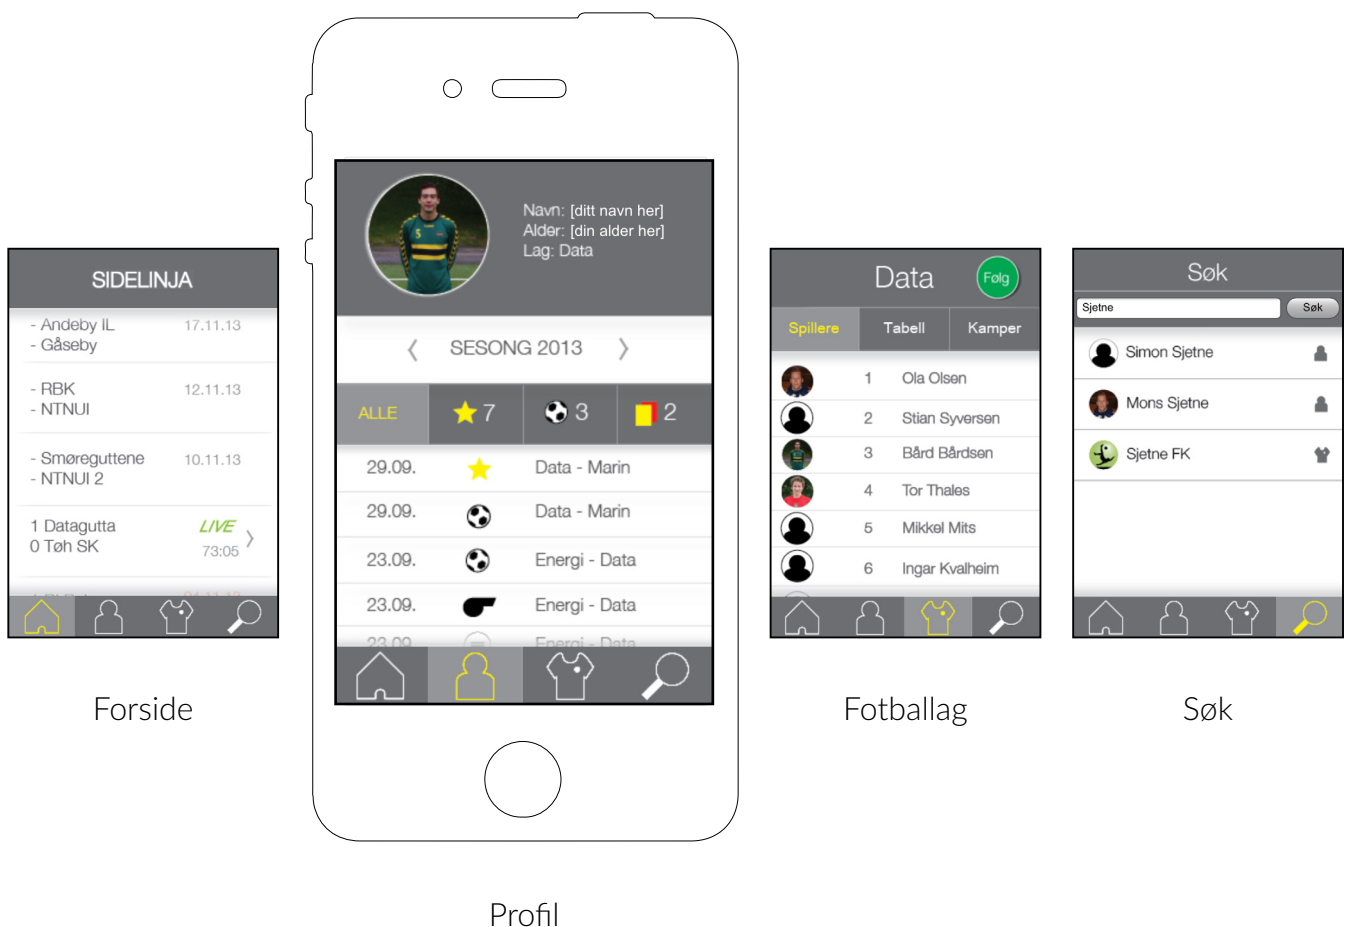 SIDELINJA
- Andeby IL 17.11.13
- Gåseby
- RBK 12.11.13
- NTNUI
- Smøreguttene 10.11.13
- NTNUI 2
1 Datagutta LIVE
0 Tøh SK 73:05
Forside
Navn: [ditt navn her]
Alder: [din alder her]
Lag: Data
SESONG 2013
ALLE 7 3 2
29.09. Data - Marin
29.09. Data - Marin
23.09. Energi - Data
23.09. Energi - Data
23.09 Energi - Data
Profil
Data Følg
Spillere Tabell Kamper
1 Ola Olsen
2 Stian Syversen
3 Bård Bårdsen
4 Tor Thales
5 Mikkel Mits
6 Ingar Kvalheim
Fotballag
Søk
Sjetne Søk
Simon Sjetne
Mons Sjetne
Sjetne FK
Søk